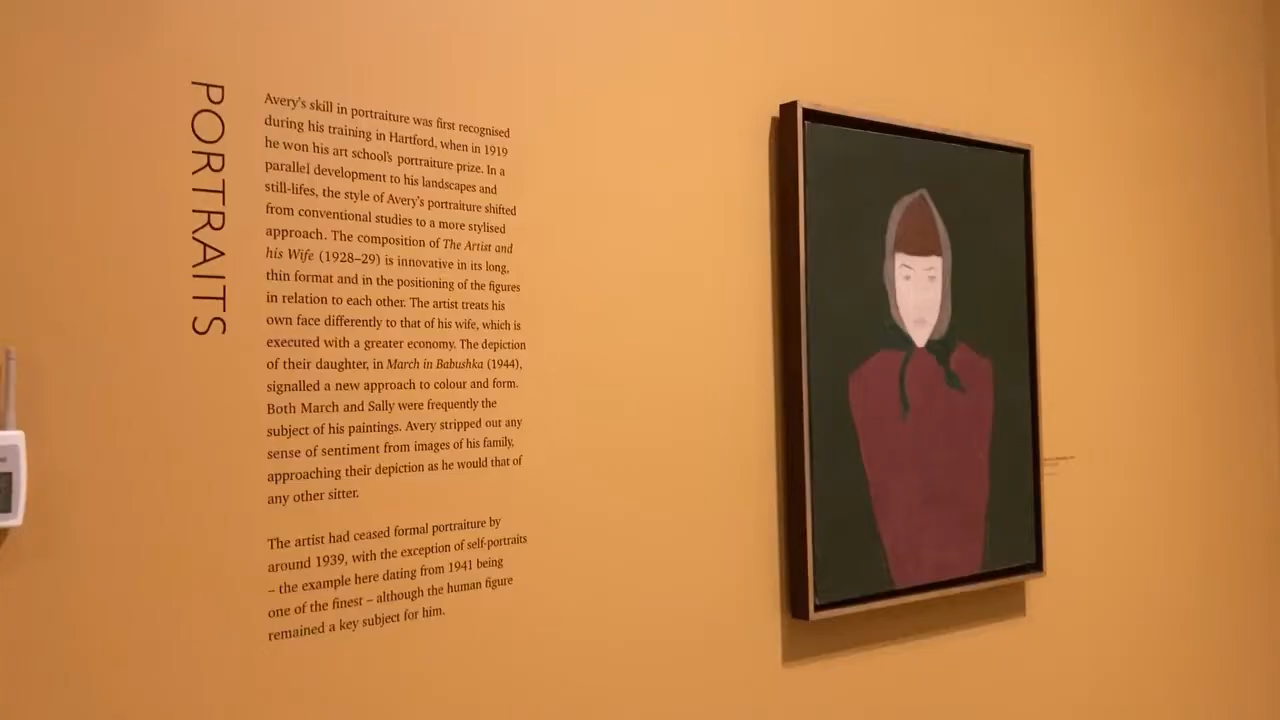 PORTRAITS
Avery's skill in portraiture was first recognised
during his training in Hartford, when in 1919
he won his art school's portraiture prize. In a
parallel development to his landscapes and
still-lifes, the style of Avery's portraiture shifted
from conventional studies to a more stylised
approach. The composition of The Artist and
his Wife (1928–29) is innovative in its long,
thin format and in the positioning of the figures
in relation to each other. The artist treats his
own face differently to that of his wife, which is
executed with a greater economy. The depiction
of their daughter, in March in Babushka (1944),
signalled a new approach to colour and form.
Both March and Sally were frequently the
subject of his paintings. Avery stripped out any
sense of sentiment from images of his family,
approaching their depiction as he would that of
any other sitter.
The artist had ceased formal portraiture by
around 1939, with the exception of self-portraits
– the example here dating from 1941 being
one of the finest – although the human figure
remained a key subject for him.